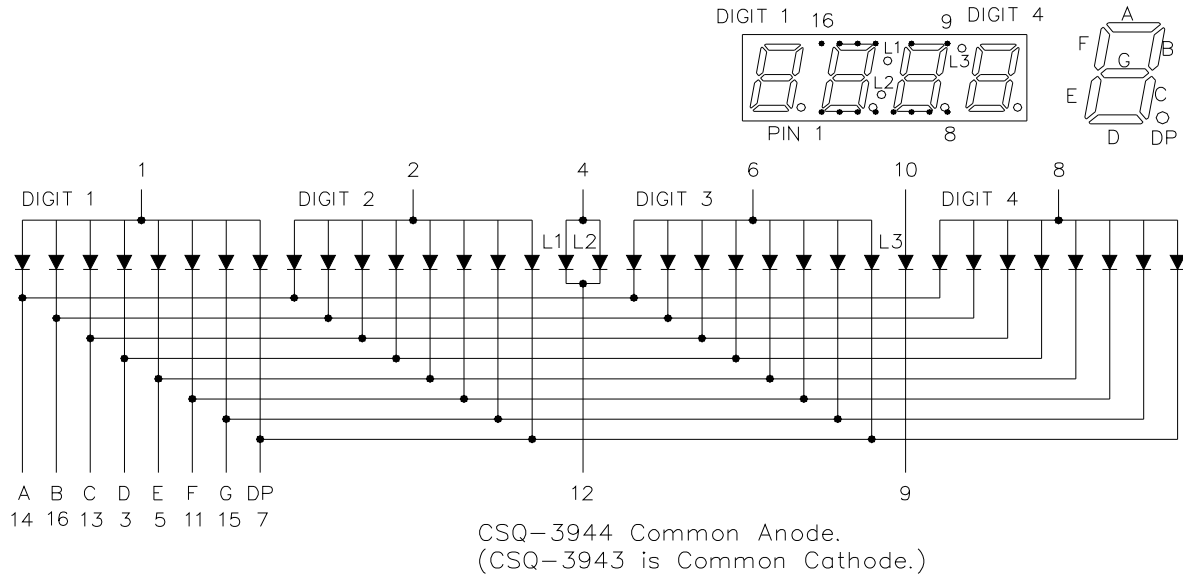 DIGIT 1 16 9 DIGIT 4
A
F B
G
L1
L3
L2
E C
D DP
PIN 1 8
1 2 4 6 10 8
DIGIT 1 DIGIT 2 DIGIT 3 DIGIT 4
L1 L2 L3
A B C D E F G DP 12 9
14 16 13 3 5 11 15 7
CSQ-3944 Common Anode.
(CSQ-3943 is Common Cathode.)